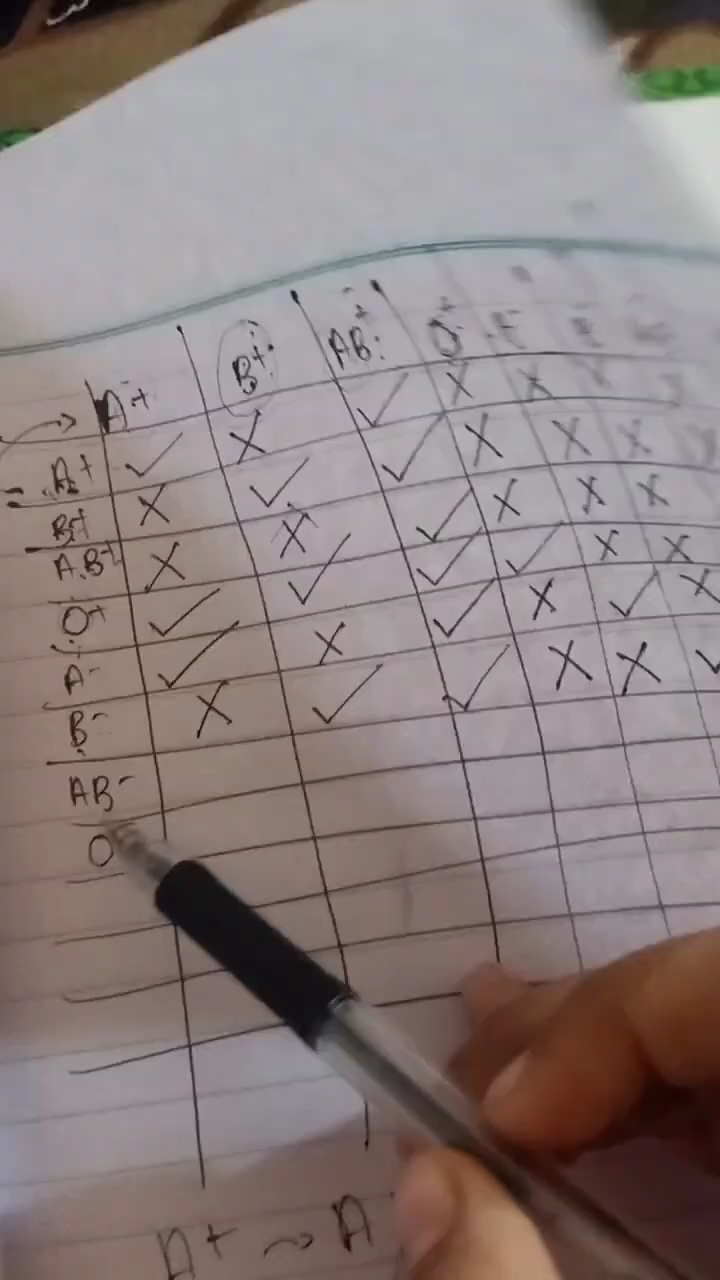 A+ B+ AB+ O+
A+ ✓ X ✓ X X X X
B+ X ✓ ✓ X X X
AB+ X X ✓ X X X
O+ ✓ ✓ ✓ ✓ X X
A- ✓ X ✓ X ✓ X
B- X ✓ ✓ X X ✓
AB-
O
A+ ~ A